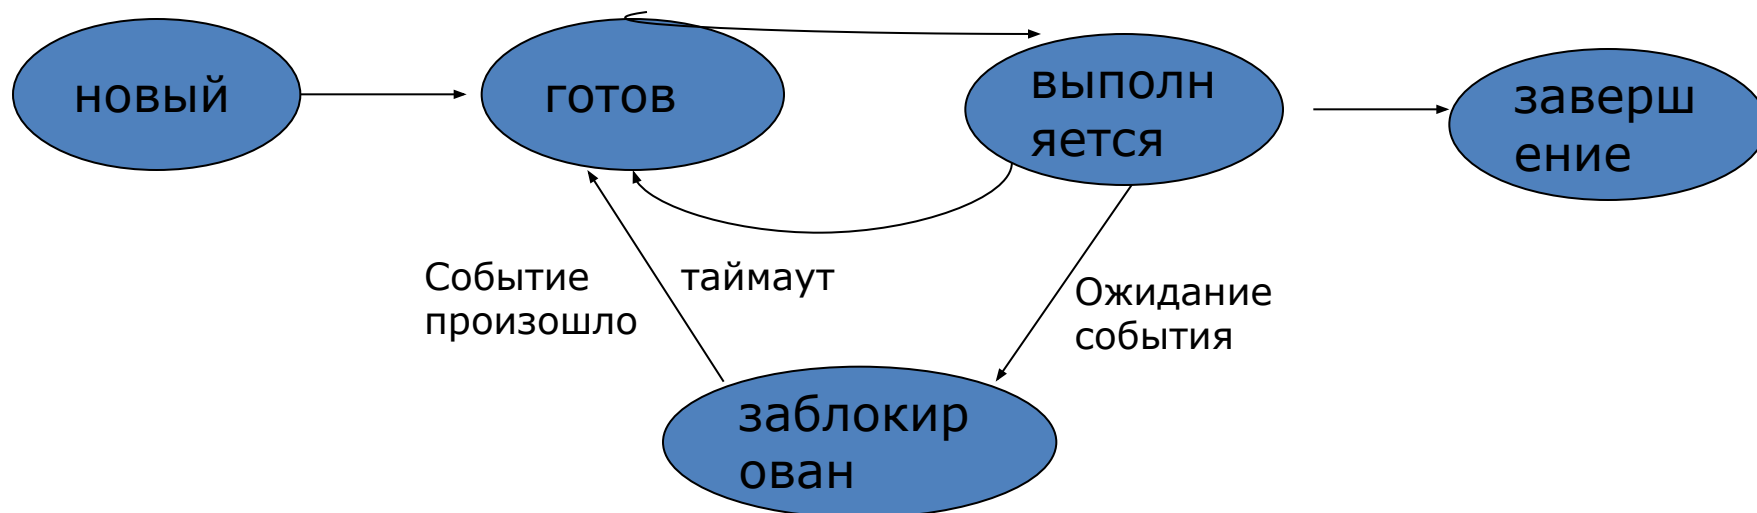 новый
готов
выполн
яется
заверш
ение
Событие
произошло
таймаут
Ожидание
события
заблокир
ован